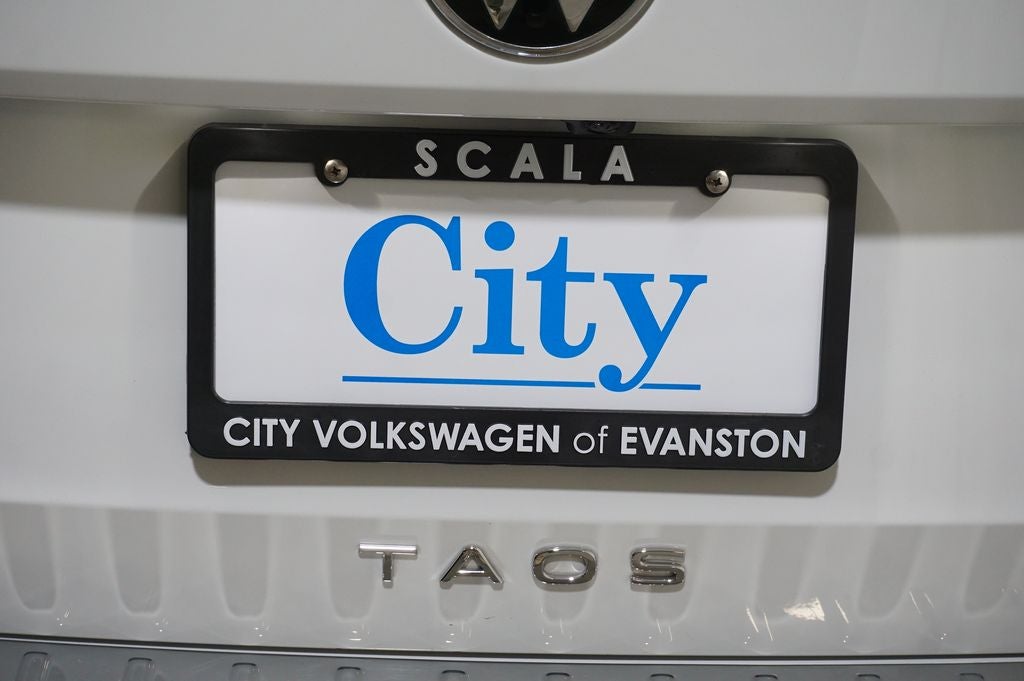 SCALA
City
CITY VOLKSWAGEN of EVANSTON
TAOS